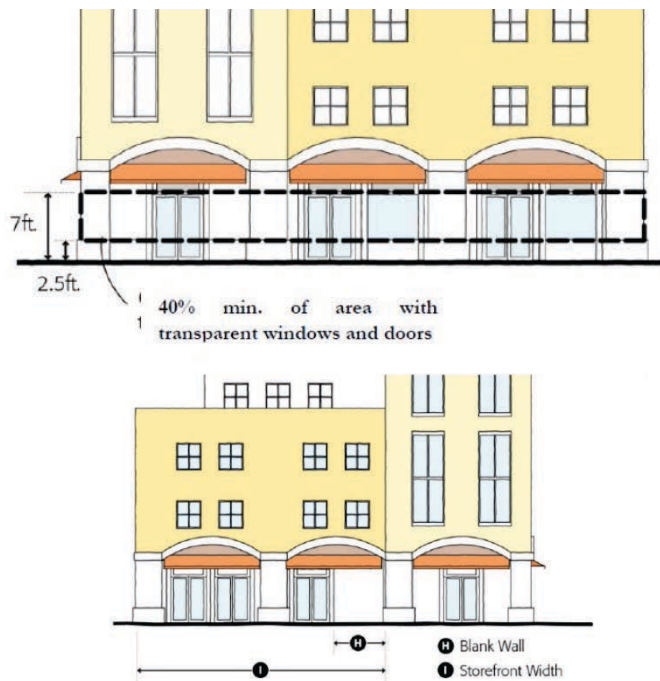 7ft.
2.5ft.
40% min. of area with
transparent windows and doors
H
H Blank Wall
I
I Storefront Width